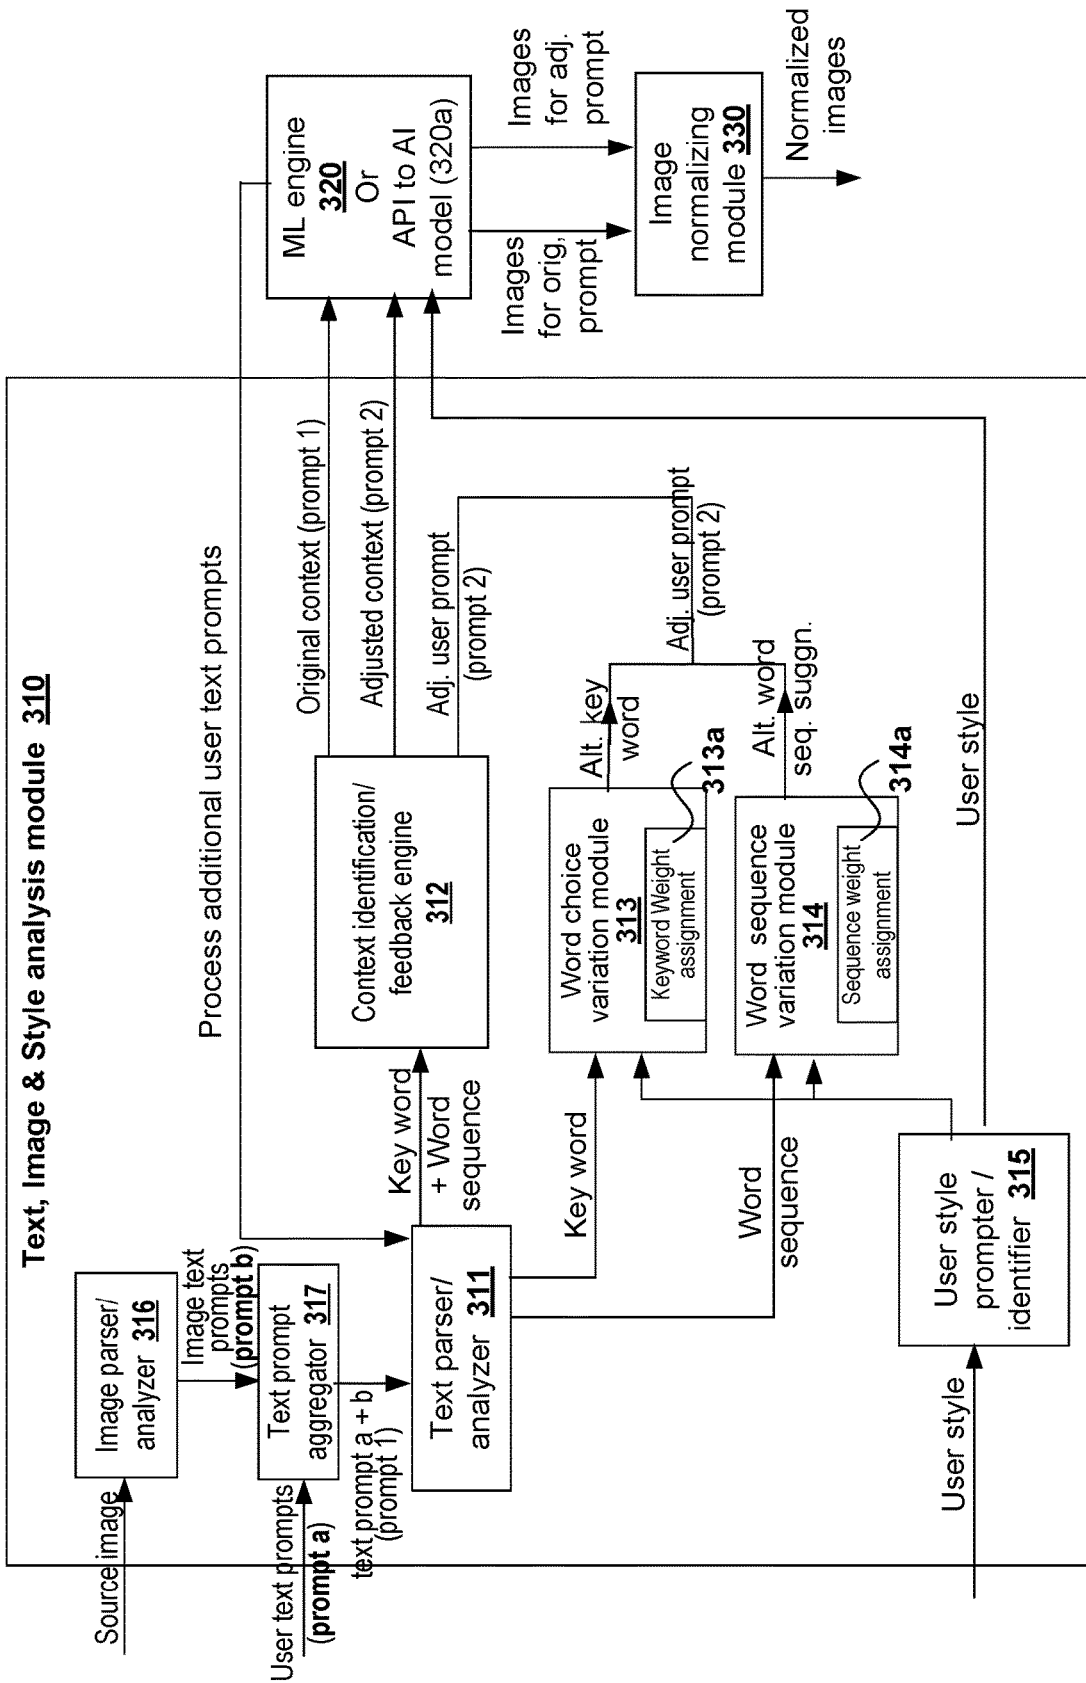 Text, Image & Style analysis module 310
Source image
Image parser/
analyzer 316
Image text
prompts
(prompt b)
User text prompts
(prompt a)
Text prompt
aggregator 317
text prompt a + b
(prompt 1)
Text parser/
analyzer 311
Process additional user text prompts
Key word
+ Word
sequence
Context identification/
feedback engine
312
Original context (prompt 1)
Adjusted context (prompt 2)
Adj. user prompt
(prompt 2)
ML engine
320
Or
API to AI
model (320a)
Images
for orig,
prompt
Images
for adj.
prompt
Image
normalizing
module 330
Normalized
images
Key word
Word choice
variation module
313
Keyword Weight
assignment
313a
Alt. key
word
Adj. user prompt
(prompt 2)
Word
sequence
Word sequence
variation module
314
Sequence weight
assignment
314a
Alt. word
seq. suggn.
User style
User style
prompter /
identifier 315
User style